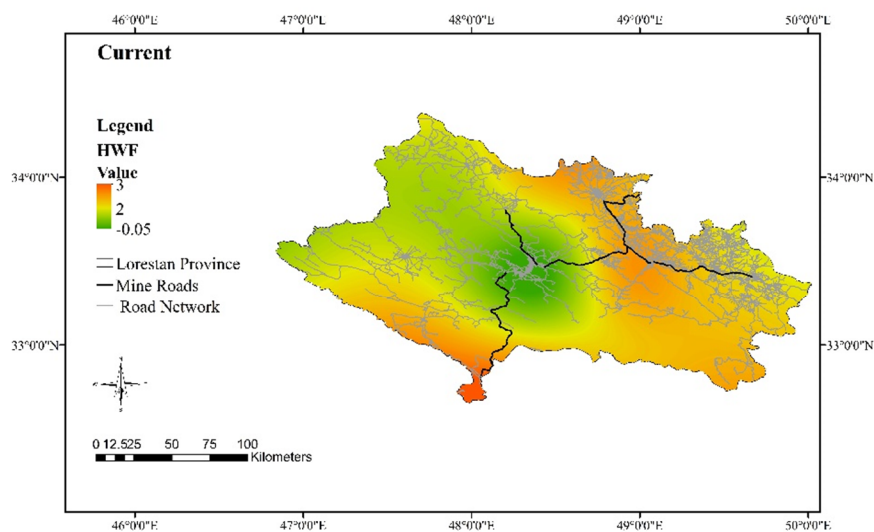 46°0'0"E 47°0'0"E 48°0'0"E 49°0'0"E 50°0'0"E
Current
Legend
HWF
Value
3
2
-0.05
Lorestan Province
Mine Roads
Road Network
34°0'0"N 34°0'0"N
33°0'0"N 33°0'0"N
0 12.525 50 75 100
Kilometers
46°0'0"E 47°0'0"E 48°0'0"E 49°0'0"E 50°0'0"E